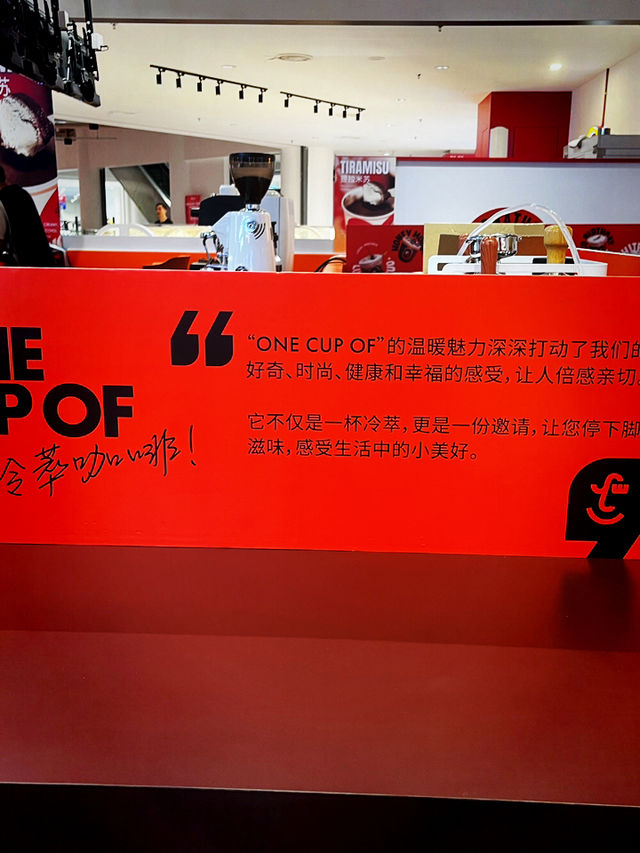 TIRAMISU
提拉米苏
苏
NE
P OF
冷萃咖啡!
“ONE CUP OF”的温暖魅力深深打动了我们的
好奇、时尚、健康和幸福的感受,让人倍感亲切。
它不仅是一杯冷萃,更是一份邀请,让您停下脚
滋味,感受生活中的小美好。